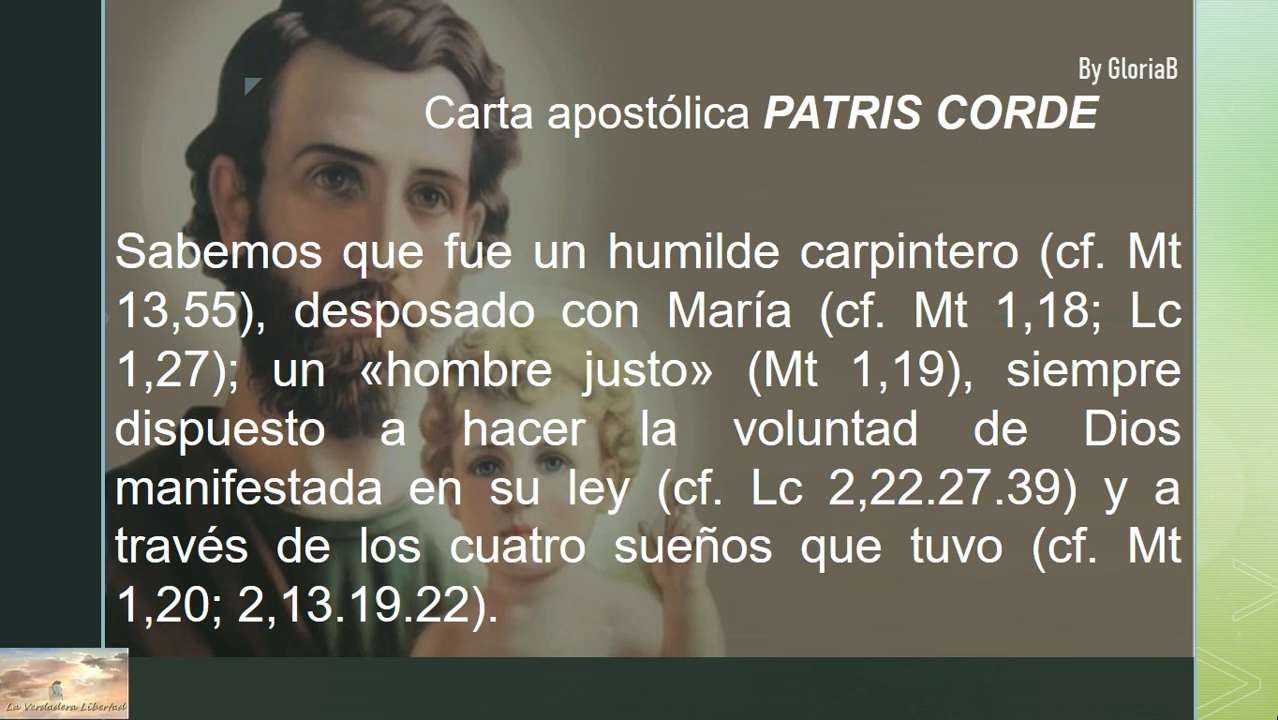 By GloriaB
Carta apostólica PATRIS CORDE
Sabemos que fue un humilde carpintero (cf. Mt
13,55), desposado con María (cf. Mt 1,18; Lc
1,27); un «hombre justo» (Mt 1,19), siempre
dispuesto a hacer la voluntad de Dios
manifestada en su ley (cf. Lc 2,22.27.39) y a
través de los cuatro sueños que tuvo (cf. Mt
1,20; 2,13.19.22).
La Verdadera Libertad